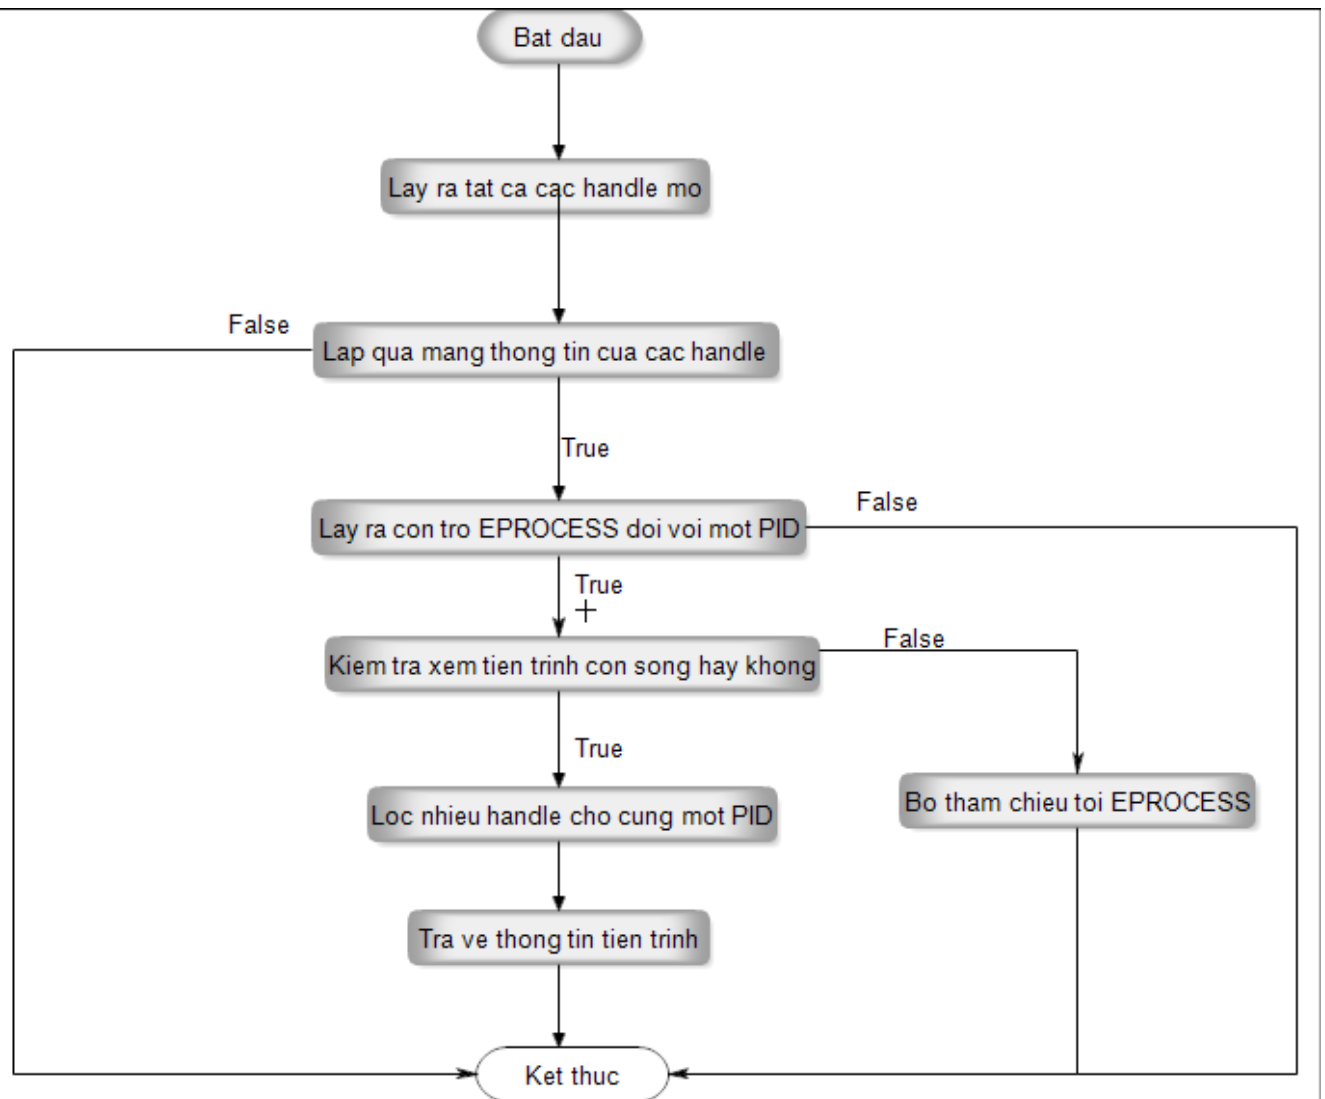 Bat dau
Lay ra tat ca cac handle mo
False
Lap qua mang thong tin cua cac handle
True
False
Lay ra con tro EPROCESS doi voi mot PID
True
False
Kiem tra xem tien trinh con song hay khong
True
Bo tham chieu toi EPROCESS
Loc nhieu handle cho cung mot PID
Tra ve thong tin tien trinh
Ket thuc